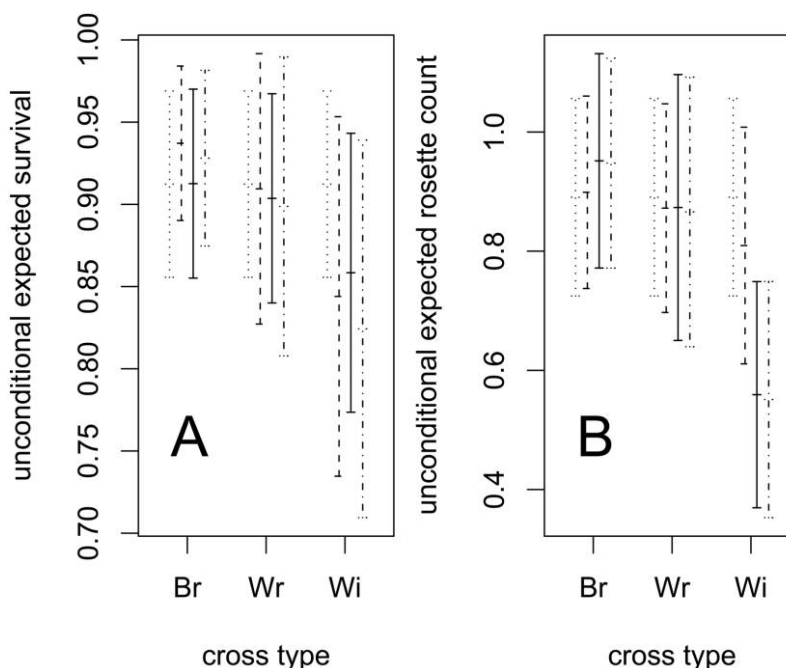 unconditional expected survival
1.00
0.95
0.90
0.85
0.80
0.75
0.70
A
Br Wr Wi
cross type
unconditional expected rosette count
1.0
0.8
0.6
0.4
B
Br Wr Wi
cross type